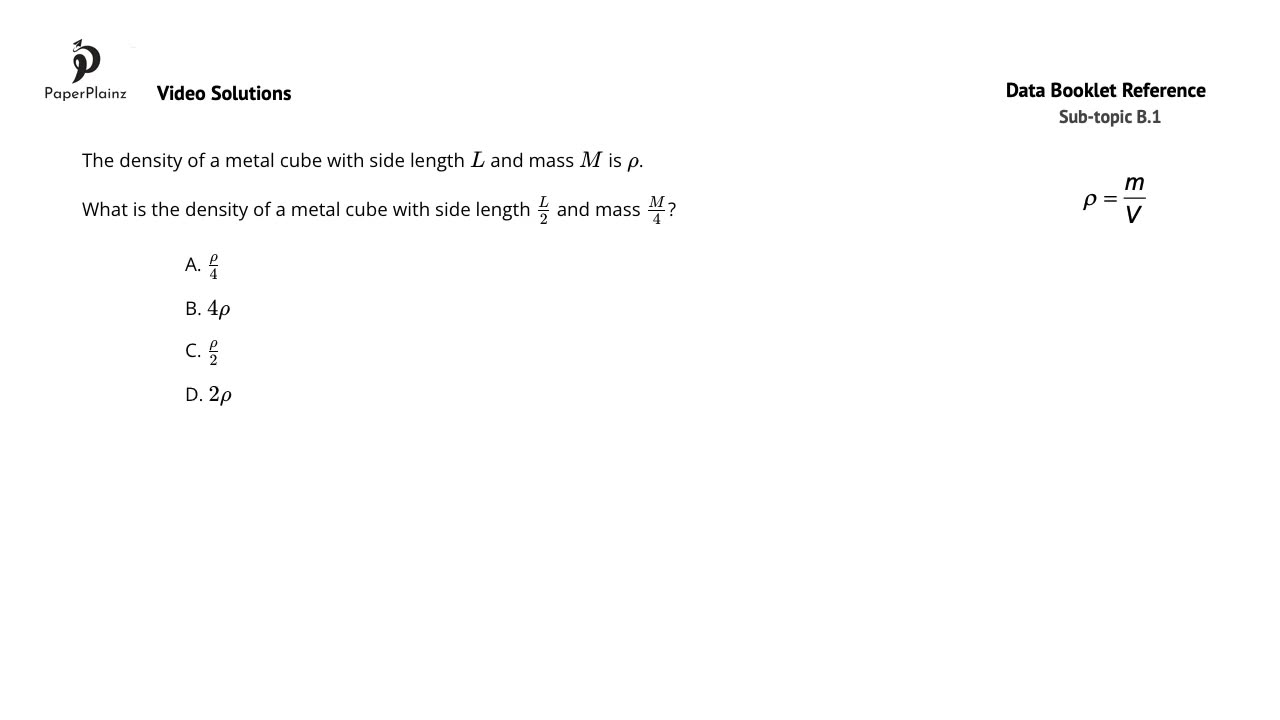 PaperPlainz
Video Solutions
Data Booklet Reference
Sub-topic B.1
The density of a metal cube with side length L and mass M is ρ.
What is the density of a metal cube with side length L/2 and mass M/4?
A. ρ/4
B. 4ρ
C. ρ/2
D. 2ρ
ρ = m/V